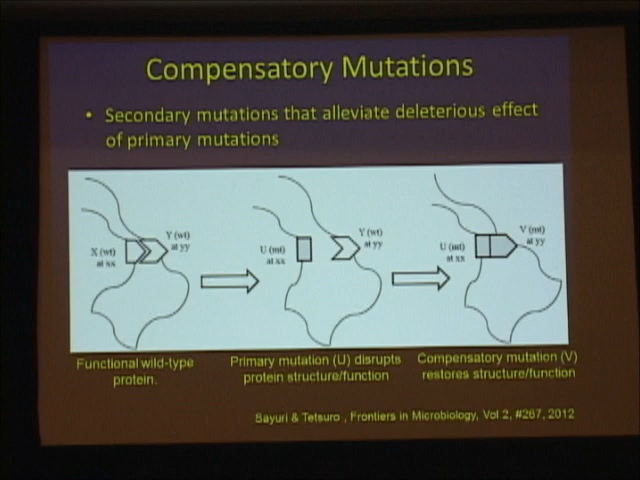 Compensatory Mutations
• Secondary mutations that alleviate deleterious effect
of primary mutations
X (wt)
at xx
Y (wt)
at yy
U (mt)
at xx
Y (wt)
at yy
U (mt)
at xx
V (mt)
at yy
Functional wild-type
protein.
Primary mutation (U) disrupts
protein structure/function
Compensatory mutation (V)
restores structure/function
Sayuri & Tetsuro , Frontiers in Microbiology, Vol 2, #267, 2012